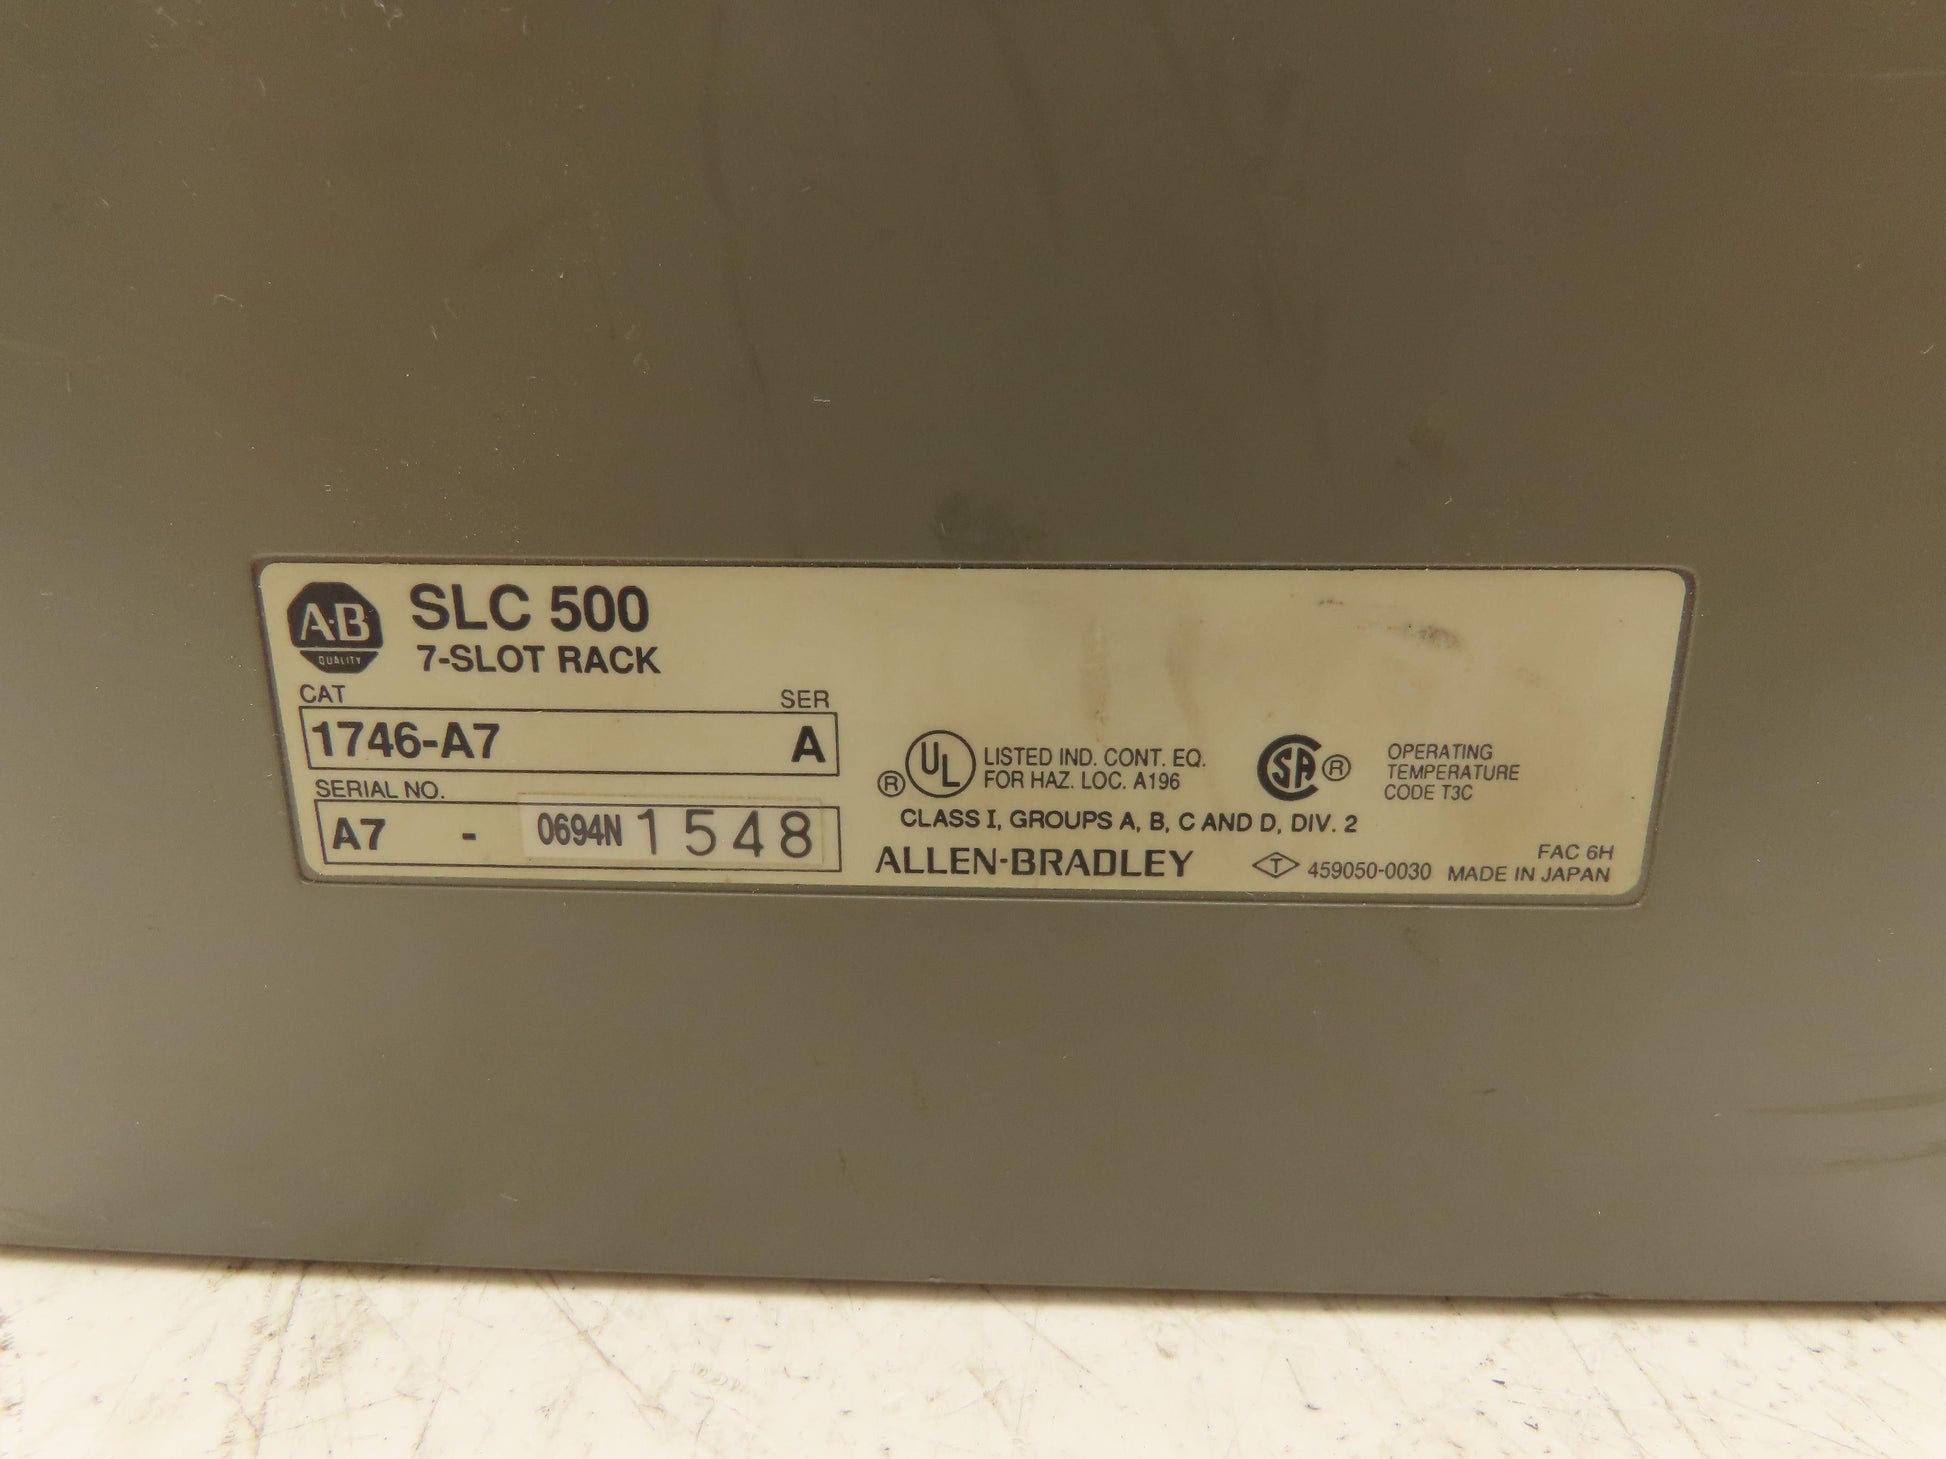 A·B
QUALITY
SLC 500
7-SLOT RACK
CAT SER
1746-A7 A
SERIAL NO.
A7 - 0694N 1548
® UL LISTED IND. CONT. EQ.
FOR HAZ. LOC. A196
CLASS I, GROUPS A, B, C AND D, DIV. 2
SA ®
OPERATING
TEMPERATURE
CODE T3C
ALLEN-BRADLEY
T 459050-0030
FAC 6H
MADE IN JAPAN